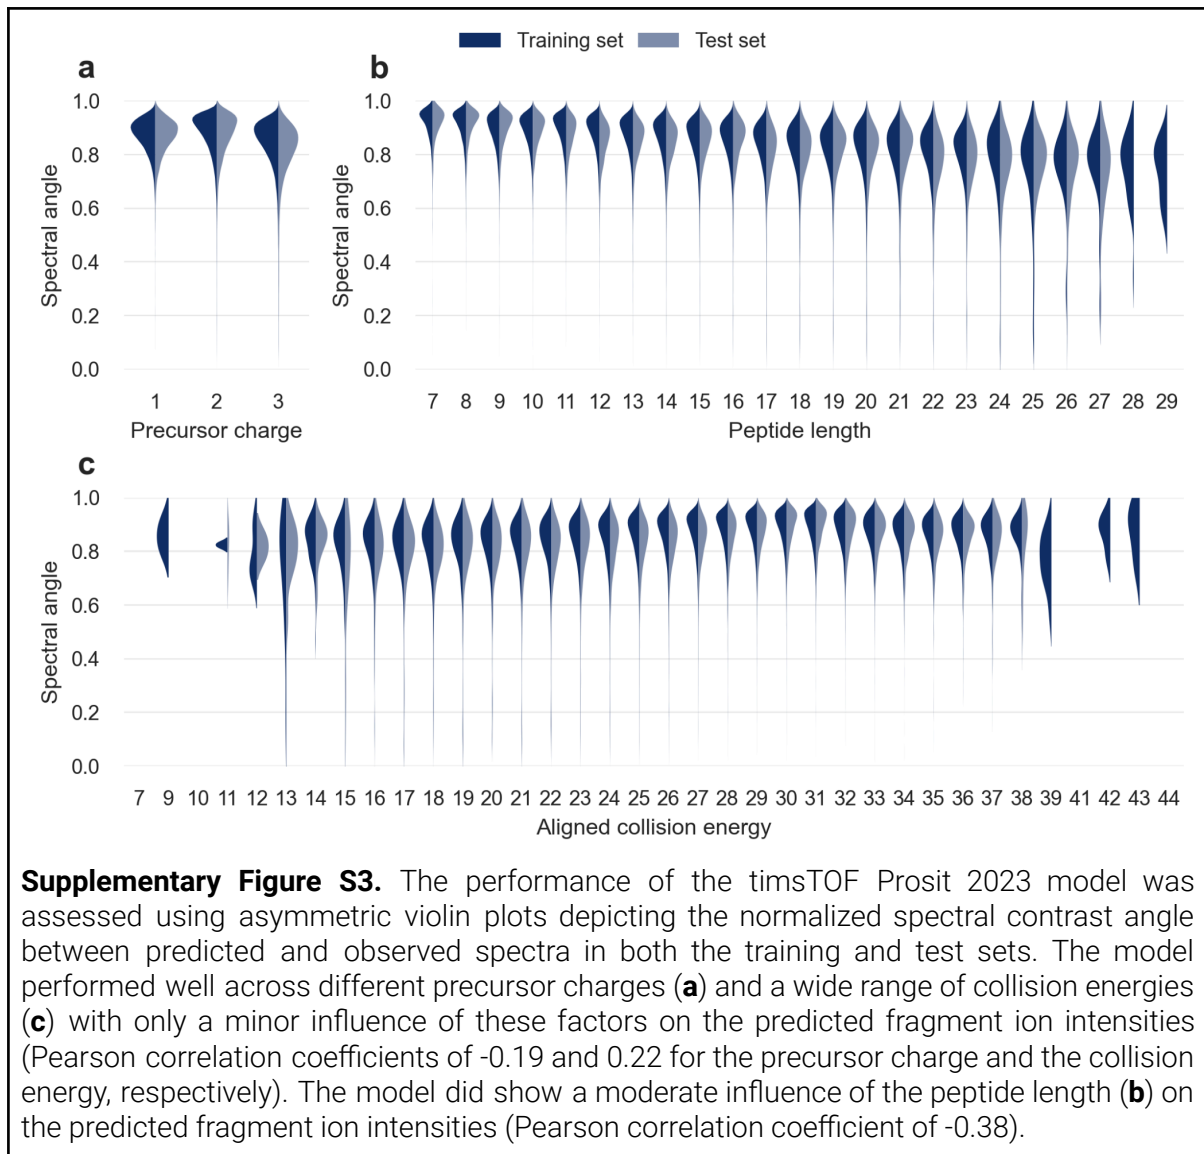 Training set Test set
a
b
1.0
0.8
0.6
0.4
0.2
0.0
Spectral angle
1 2 3
Precursor charge
1.0
0.8
0.6
0.4
0.2
0.0
Spectral angle
7 8 9 10 11 12 13 14 15 16 17 18 19 20 21 22 23 24 25 26 27 28 29
Peptide length
c
1.0
0.8
0.6
0.4
0.2
0.0
Spectral angle
7 9 10 11 12 13 14 15 16 17 18 19 20 21 22 23 24 25 26 27 28 29 30 31 32 33 34 35 36 37 38 39 41 42 43 44
Aligned collision energy
Supplementary Figure S3. The performance of the timsTOF Prosit 2023 model was
assessed using asymmetric violin plots depicting the normalized spectral contrast angle
between predicted and observed spectra in both the training and test sets. The model
performed well across different precursor charges (a) and a wide range of collision energies
(c) with only a minor influence of these factors on the predicted fragment ion intensities
(Pearson correlation coefficients of -0.19 and 0.22 for the precursor charge and the collision
energy, respectively). The model did show a moderate influence of the peptide length (b) on
the predicted fragment ion intensities (Pearson correlation coefficient of -0.38).